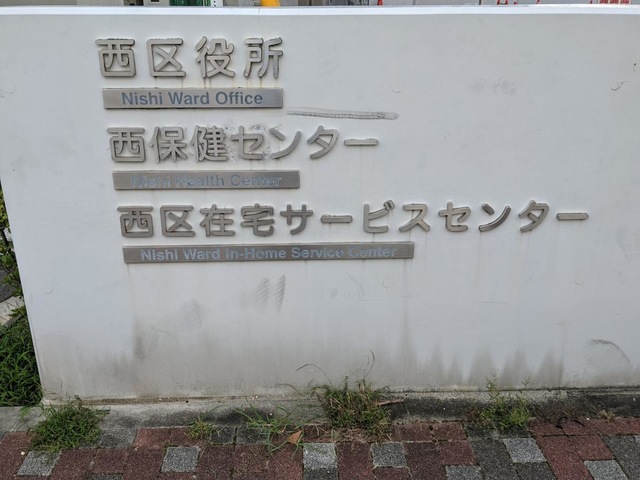 西区役所
Nishi Ward Office
西保健センター
Nishi Health Center
西区在宅サービスセンター
Nishi Ward In-Home Service Center